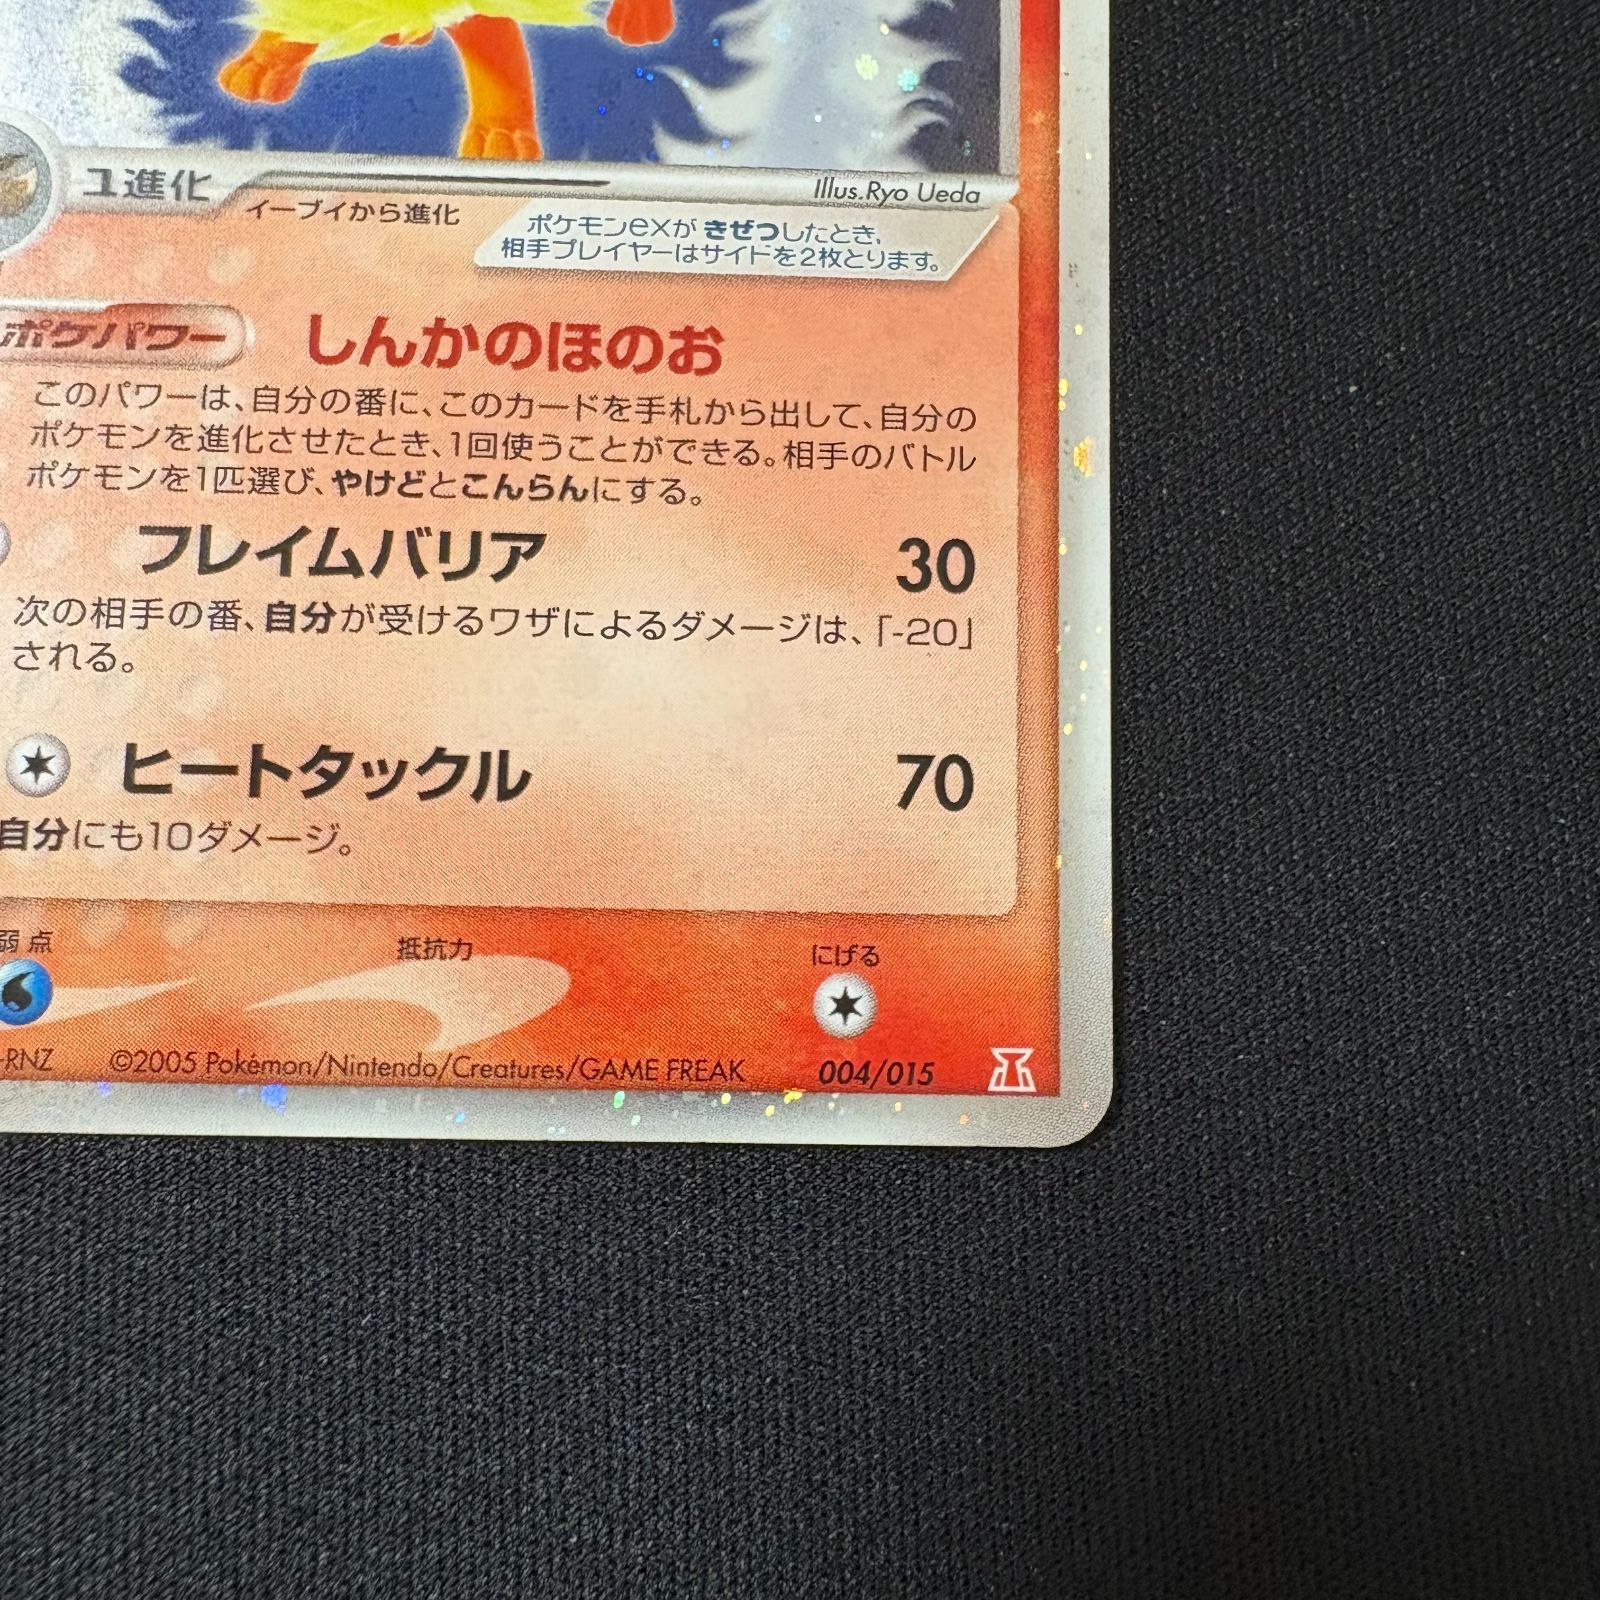 1進化
Illus.Ryo Ueda
イーブイから進化
ポケモンexが きぜつしたとき、
相手プレイヤーはサイドを2枚とります。
ポケパワー しんかのほのお
このパワーは、自分の番に、このカードを手札から出して、自分の
ポケモンを進化させたとき、1回使うことができる。相手のバトル
ポケモンを1匹選び、やけどとこんらんにする。
フレイムバリア 30
次の相手の番、自分が受けるワザによるダメージは、「-20」
される。
ヒートタックル 70
自分にも10ダメージ。
弱点 抵抗力 にげる
-RNZ ©2005 Pokémon/Nintendo/Creatures/GAME FREAK 004/015